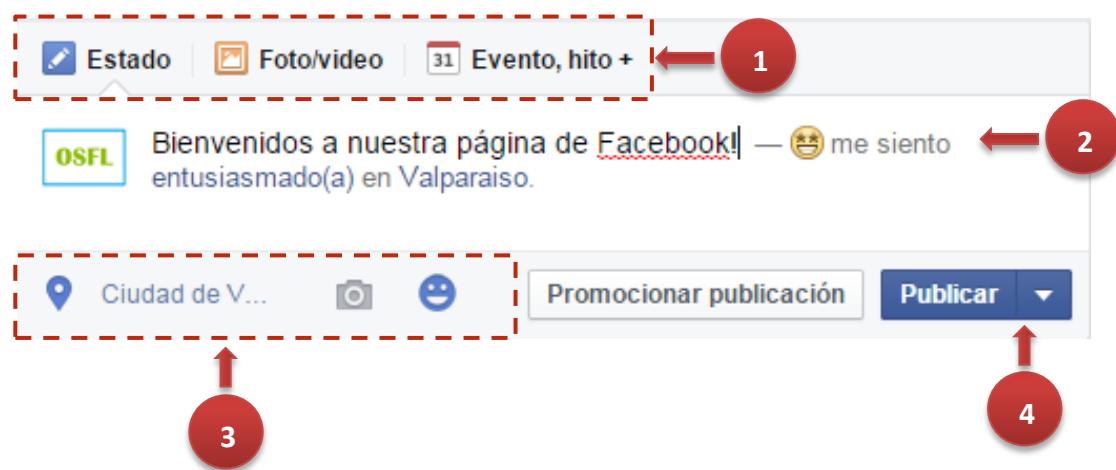 Estado Foto/video 31 Evento, hito + 1
OSFL Bienvenidos a nuestra página de Facebook! — me siento 2
entusiasmado(a) en Valparaiso.
Ciudad de V... Promocionar publicación Publicar
3 4